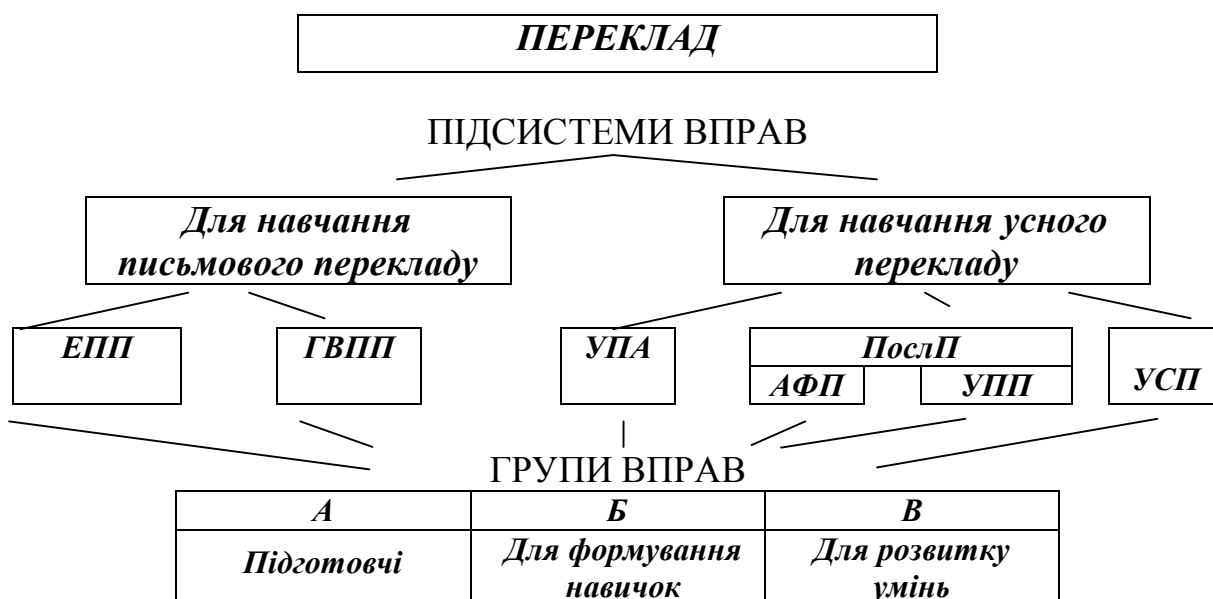 ПЕРЕКЛАД
ПІДСИСТЕМИ ВПРАВ
Для навчання
письмового перекладу
Для навчання усного
перекладу
ЕПП
ГВПП
УПА
ПослП
АФП
УПП
УСП
ГРУПИ ВПРАВ
А
Б
В
Підготовчі
Для формування
навичок
Для розвитку
умінь